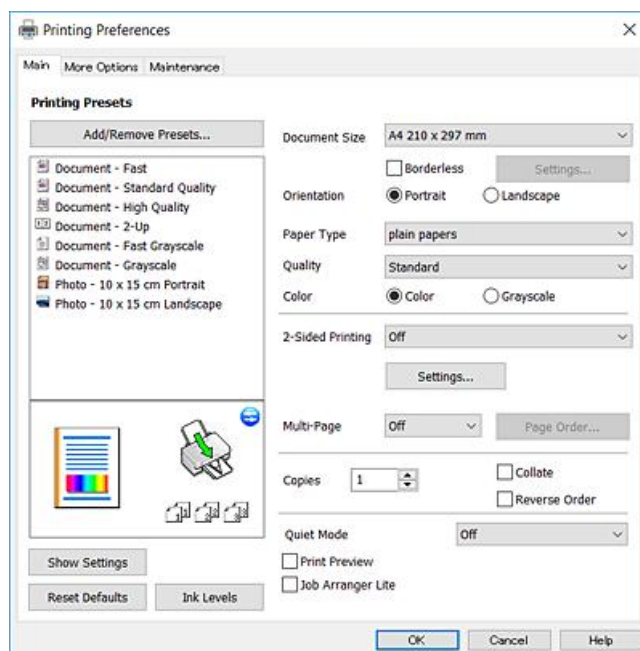 Printing Preferences
Main More Options Maintenance
Printing Presets
Add/Remove Presets...
Document - Fast
Document - Standard Quality
Document - High Quality
Document - 2-Up
Document - Fast Grayscale
Document - Grayscale
Photo - 10 x 15 cm Portrait
Photo - 10 x 15 cm Landscape
Show Settings
Reset Defaults Ink Levels
Document Size A4 210 x 297 mm
Borderless Settings...
Orientation Portrait Landscape
Paper Type plain papers
Quality Standard
Color Color Grayscale
2-Sided Printing Off
Settings...
Multi-Page Off Page Order...
Copies 1 Collate
Reverse Order
Quiet Mode Off
Print Preview
Job Arranger Lite
OK Cancel Help